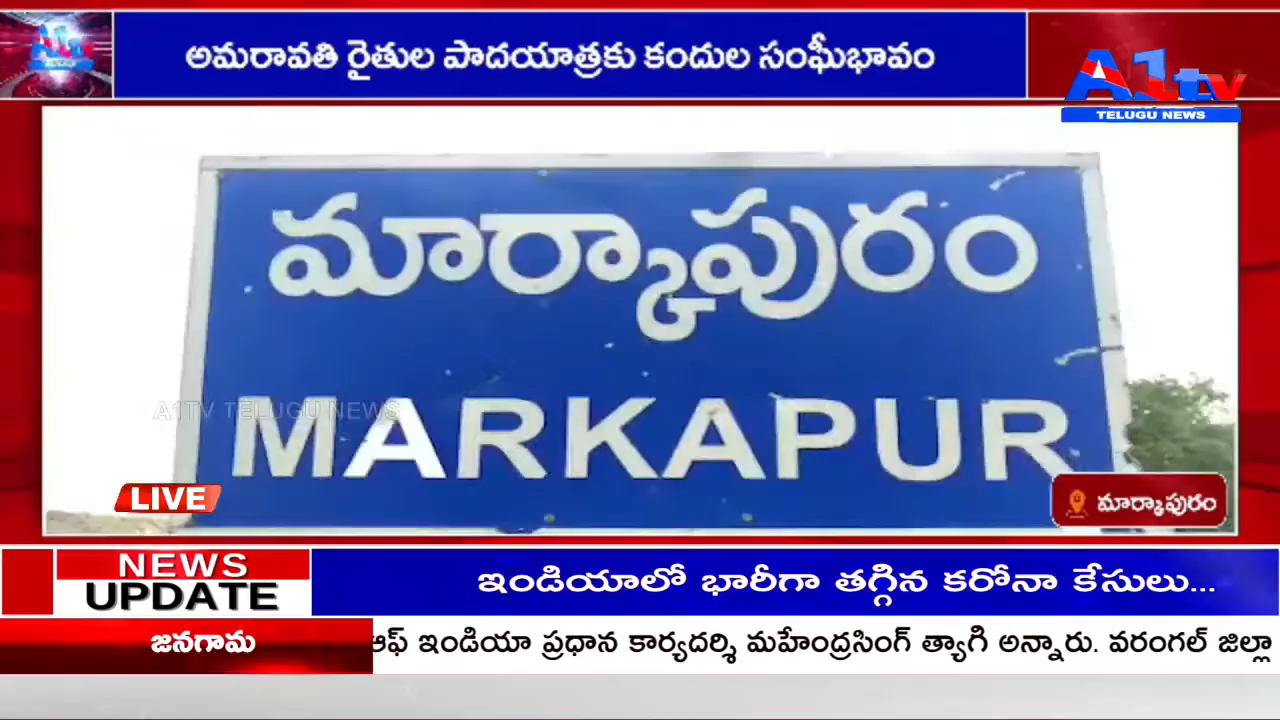 అమరావతి రైతుల పాదయాత్రకు కందుల సంఘీభావం
A1tv
TELUGU NEWS
మార్కాపురం
A1TV TELUGU NEWS
MARKAPUR
LIVE
మార్కాపురం
NEWS
UPDATE
ఇండియాలో భారీగా తగ్గిన కరోనా కేసులు...
జనగామ
ఆఫ్ ఇండియా ప్రధాన కార్యదర్శి మహేంద్రసింగ్ త్యాగి అన్నారు. వరంగల్ జిల్లా